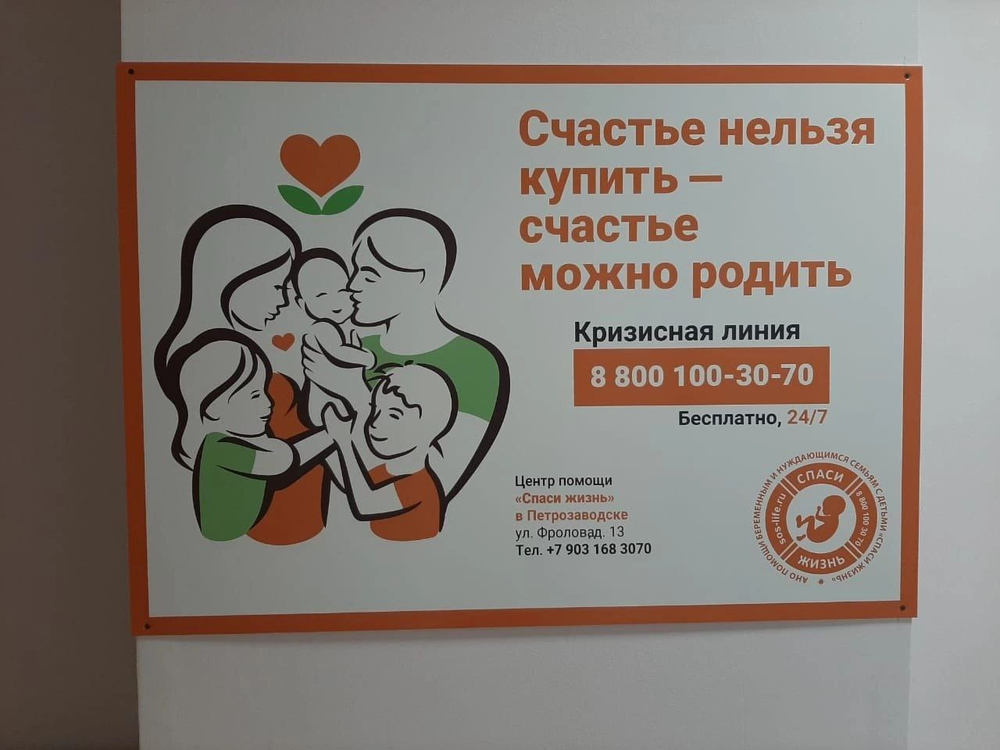 Счастье нельзя
купить —
счастье
можно родить
Кризисная линия
8 800 100-30-70
Бесплатно, 24/7
Центр помощи
«Спаси жизнь»
в Петрозаводске
ул. Фроловад. 13
Тел. +7 903 168 3070
АНО ПОМОЩИ БЕРЕМЕННЫМ И НУЖДАЮЩИМСЯ СЕМЬЯМ С ДЕТЬМИ «СПАСИ ЖИЗНЬ»
СПАСИ
sos-life.ru
8 800 100 30 70
ЖИЗНЬ